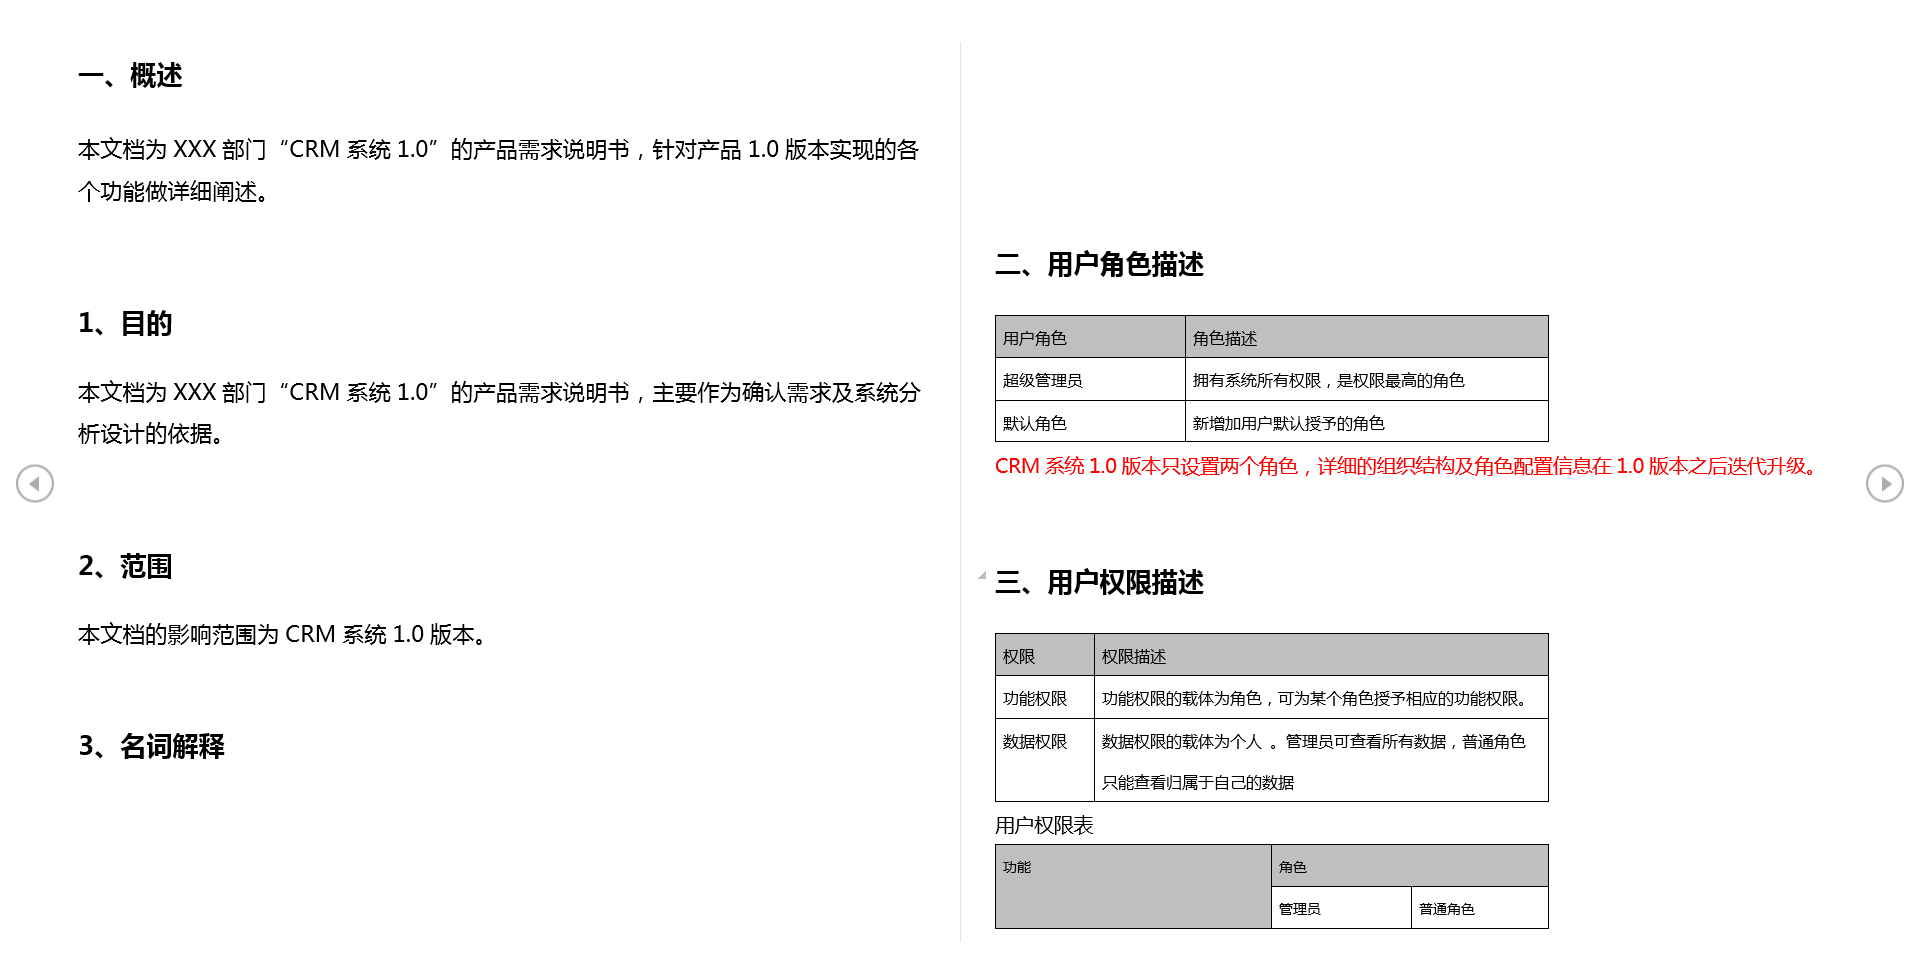 一、概述
本文档为 XXX 部门“CRM 系统 1.0”的产品需求说明书，针对产品 1.0 版本实现的各
个功能做详细阐述。
1、目的
本文档为 XXX 部门“CRM 系统 1.0”的产品需求说明书，主要作为确认需求及系统分
析设计的依据。
2、范围
本文档的影响范围为 CRM 系统 1.0 版本。
3、名词解释
二、用户角色描述
用户角色 角色描述
超级管理员 拥有系统所有权限，是权限最高的角色
默认角色 新增加用户默认授予的角色
CRM 系统 1.0 版本只设置两个角色，详细的组织结构及角色配置信息在 1.0 版本之后迭代升级。
三、用户权限描述
权限 权限描述
功能权限 功能权限的载体为角色，可为某个角色授予相应的功能权限。
数据权限 数据权限的载体为个人 。管理员可查看所有数据，普通角色
只能查看归属于自己的数据
用户权限表
功能 角色
管理员 普通角色